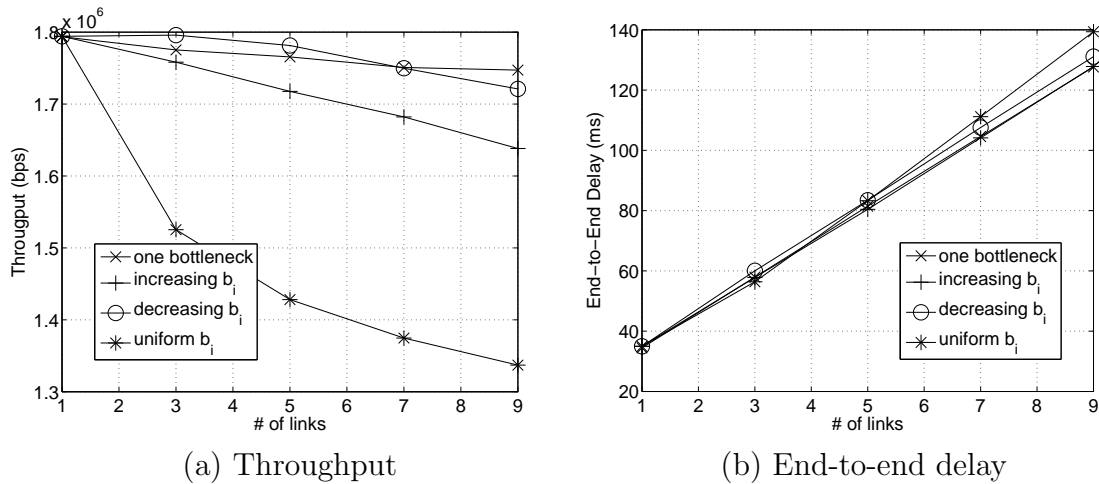 x 10^6
1.8
1.7
1.6
1.5
1.4
1.3
Througput (bps)
one bottleneck
increasing b_i
decreasing b_i
uniform b_i
1 2 3 4 5 6 7 8 9
# of links
(a) Throughput
140
120
100
80
60
40
20
End−to−End Delay (ms)
one bottleneck
increasing b_i
decreasing b_i
uniform b_i
1 2 3 4 5 6 7 8 9
# of links
(b) End-to-end delay